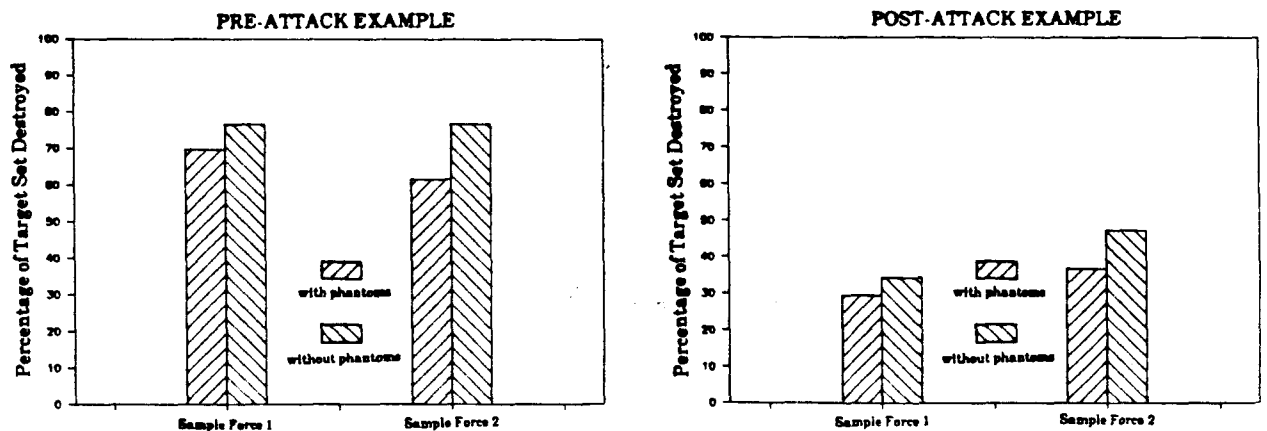 PRE-ATTACK EXAMPLE
Percentage of Target Set Destroyed
100
90
80
70
60
50
40
30
20
10
0
with phantoms
without phantoms
Sample Force 1
Sample Force 2
POST-ATTACK EXAMPLE
Percentage of Target Set Destroyed
100
90
80
70
60
50
40
30
20
10
0
with phantoms
without phantoms
Sample Force 1
Sample Force 2